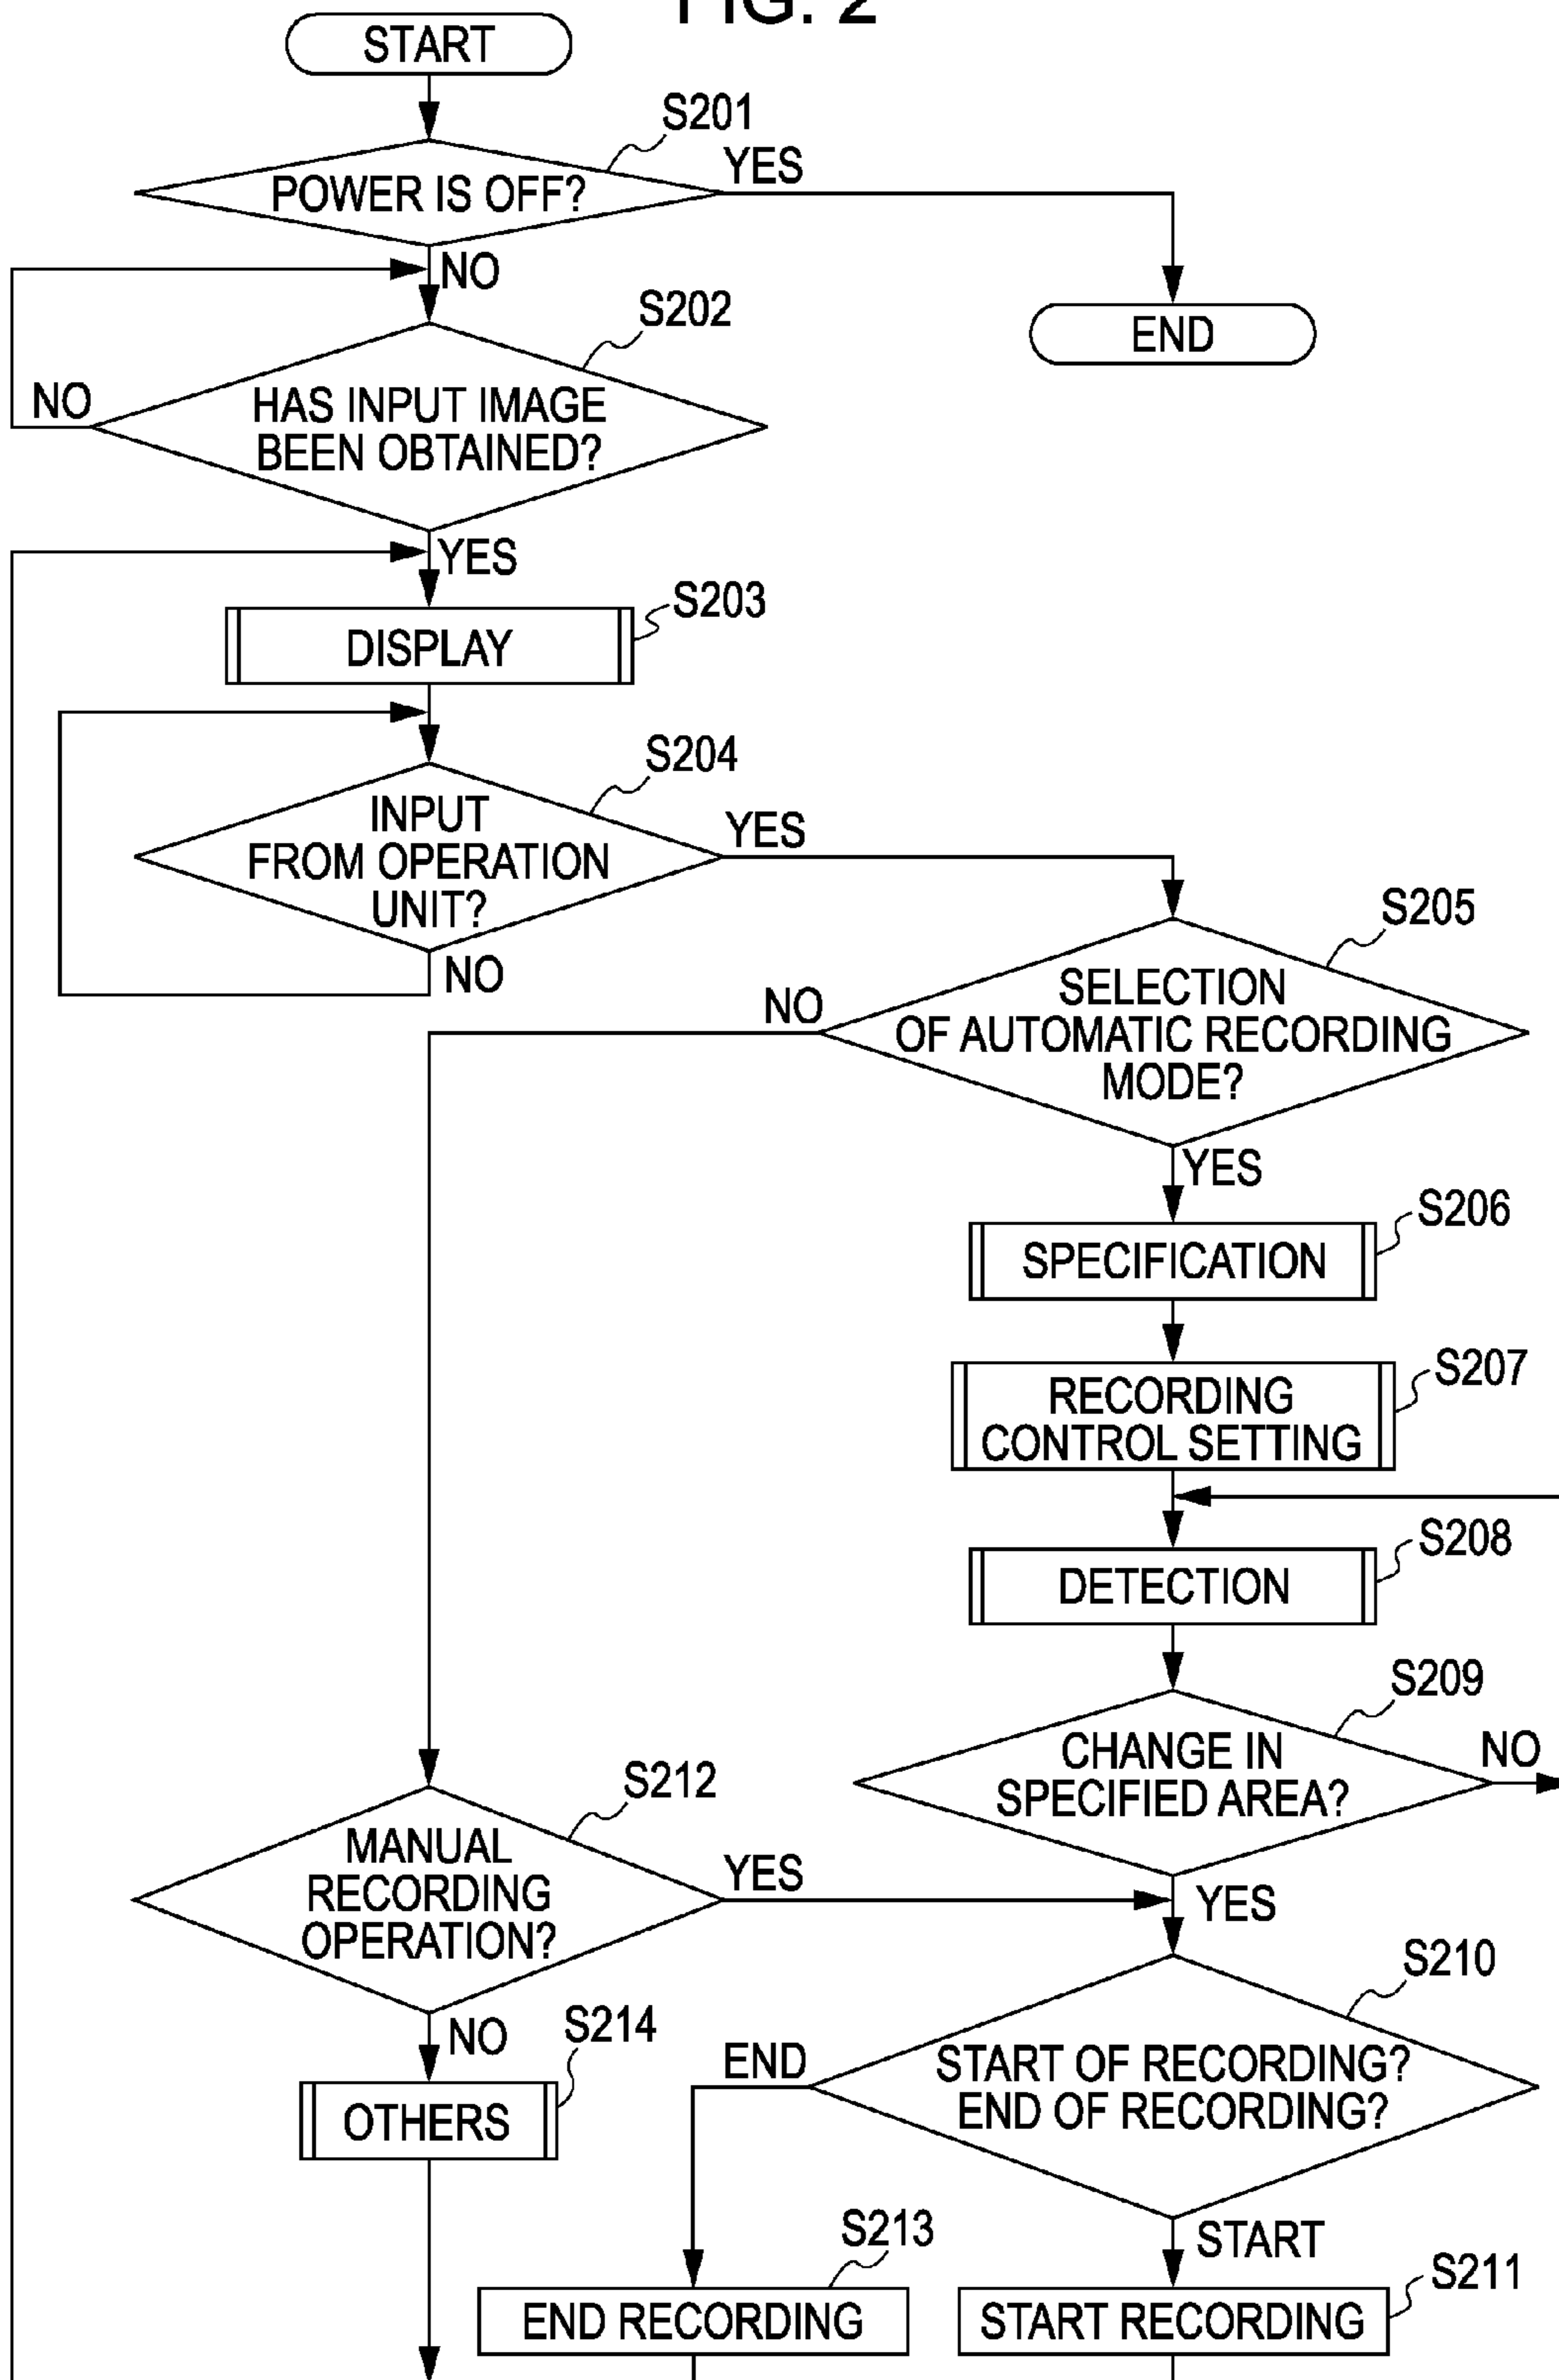 FIG. 2
START
S201
POWER IS OFF?
YES
NO
S202
END
NO
HAS INPUT IMAGE
BEEN OBTAINED?
YES
S203
DISPLAY
S204
INPUT
FROM OPERATION
UNIT?
YES
NO
S205
SELECTION
OF AUTOMATIC RECORDING
MODE?
NO
YES
S206
SPECIFICATION
S207
RECORDING
CONTROL SETTING
S208
DETECTION
S209
CHANGE IN
SPECIFIED AREA?
NO
YES
S212
MANUAL
RECORDING
OPERATION?
YES
NO
S210
START OF RECORDING?
END OF RECORDING?
END
START
S214
OTHERS
S213
END RECORDING
S211
START RECORDING